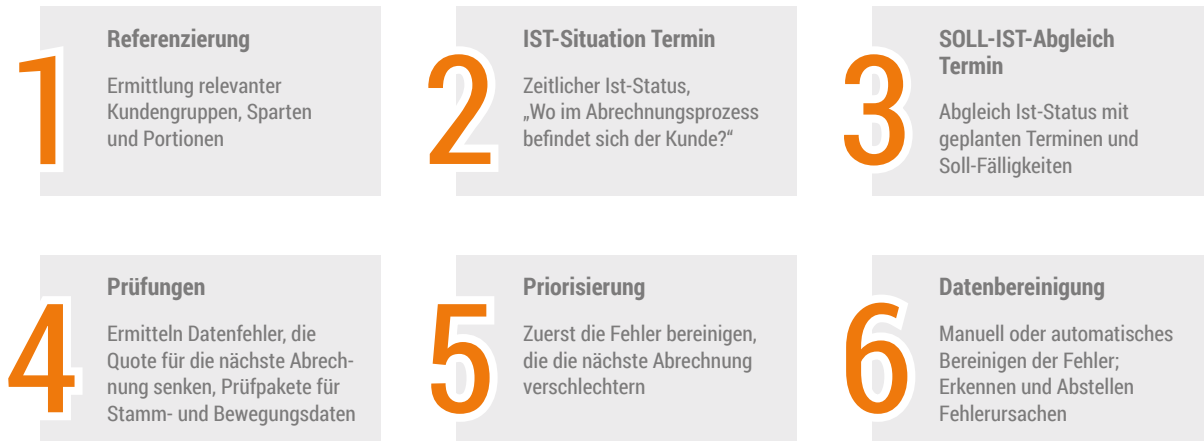 1
Referenzierung
Ermittlung relevanter
Kundengruppen, Sparten
und Portionen
2
IST-Situation Termin
Zeitlicher Ist-Status,
„Wo im Abrechnungsprozess
befindet sich der Kunde?“
3
SOLL-IST-Abgleich
Termin
Abgleich Ist-Status mit
geplanten Terminen und
Soll-Fälligkeiten
4
Prüfungen
Ermitteln Datenfehler, die
Quote für die nächste Abrech-
nung senken, Prüfpakete für
Stamm- und Bewegungsdaten
5
Priorisierung
Zuerst die Fehler bereinigen,
die die nächste Abrechnung
verschlechtern
6
Datenbereinigung
Manuell oder automatisches
Bereinigen der Fehler;
Erkennen und Abstellen
Fehlerursachen